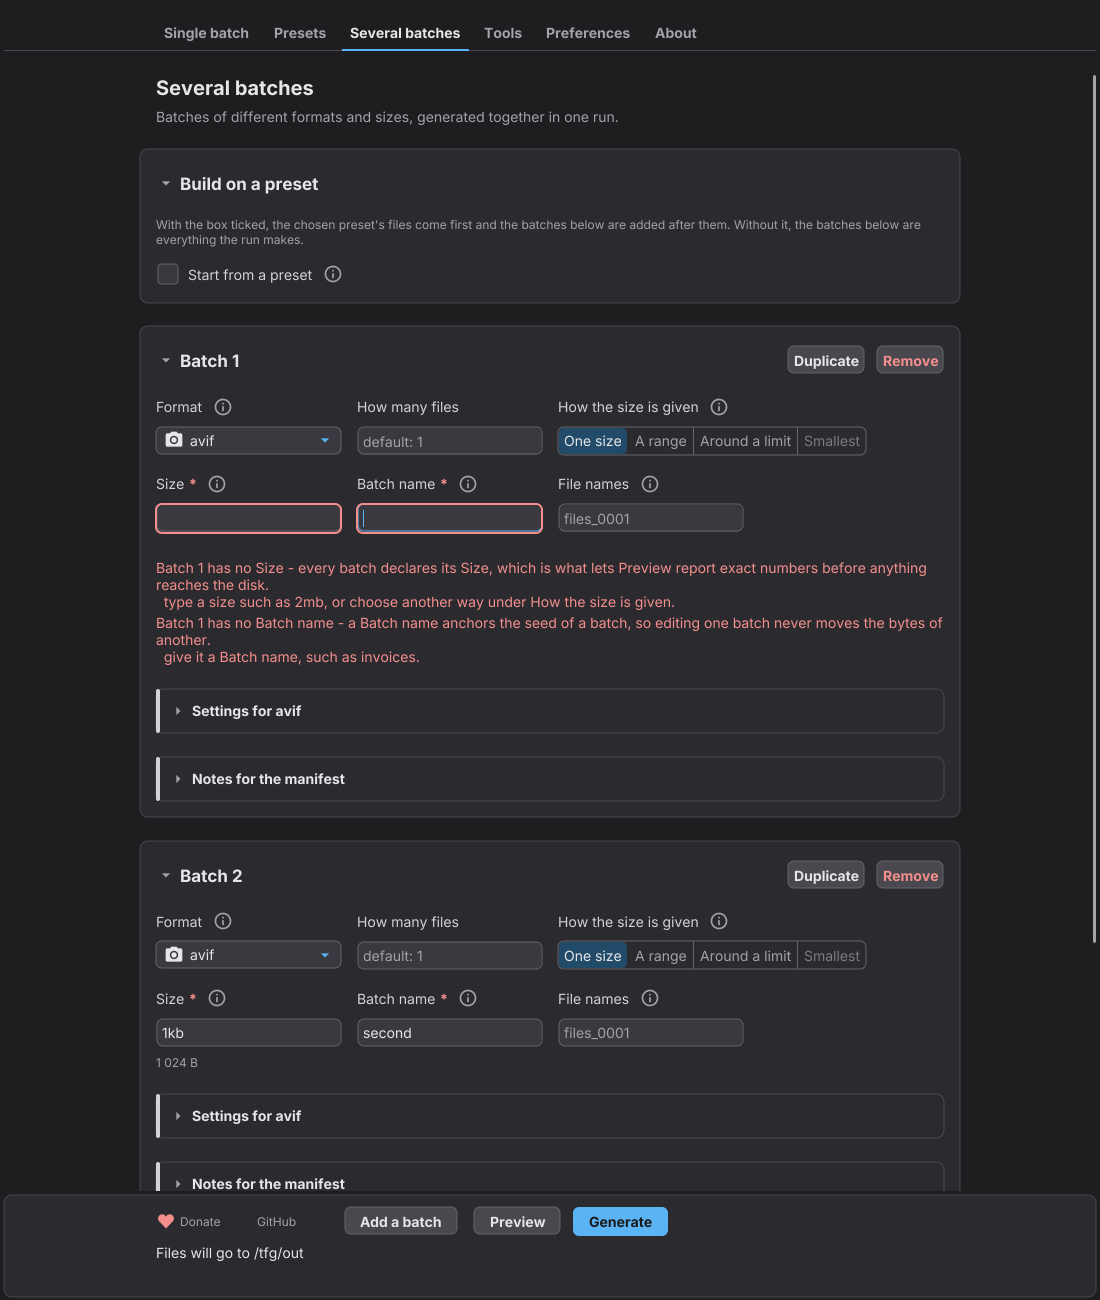 Single batch Presets Several batches Tools Preferences About
Several batches
Batches of different formats and sizes, generated together in one run.
Build on a preset
With the box ticked, the chosen preset's files come first and the batches below are added after them. Without it, the batches below are
everything the run makes.
Start from a preset
Batch 1 Duplicate Remove
Format How many files How the size is given
avif default: 1 One size A range Around a limit Smallest
Size * Batch name * File names
files_0001
Batch 1 has no Size - every batch declares its Size, which is what lets Preview report exact numbers before anything
reaches the disk.
type a size such as 2mb, or choose another way under How the size is given.
Batch 1 has no Batch name - a Batch name anchors the seed of a batch, so editing one batch never moves the bytes of
another.
give it a Batch name, such as invoices.
Settings for avif
Notes for the manifest
Batch 2 Duplicate Remove
Format How many files How the size is given
avif default: 1 One size A range Around a limit Smallest
Size * Batch name * File names
1kb second files_0001
1 024 B
Settings for avif
Notes for the manifest
Donate GitHub Add a batch Preview Generate
Files will go to /tfg/out